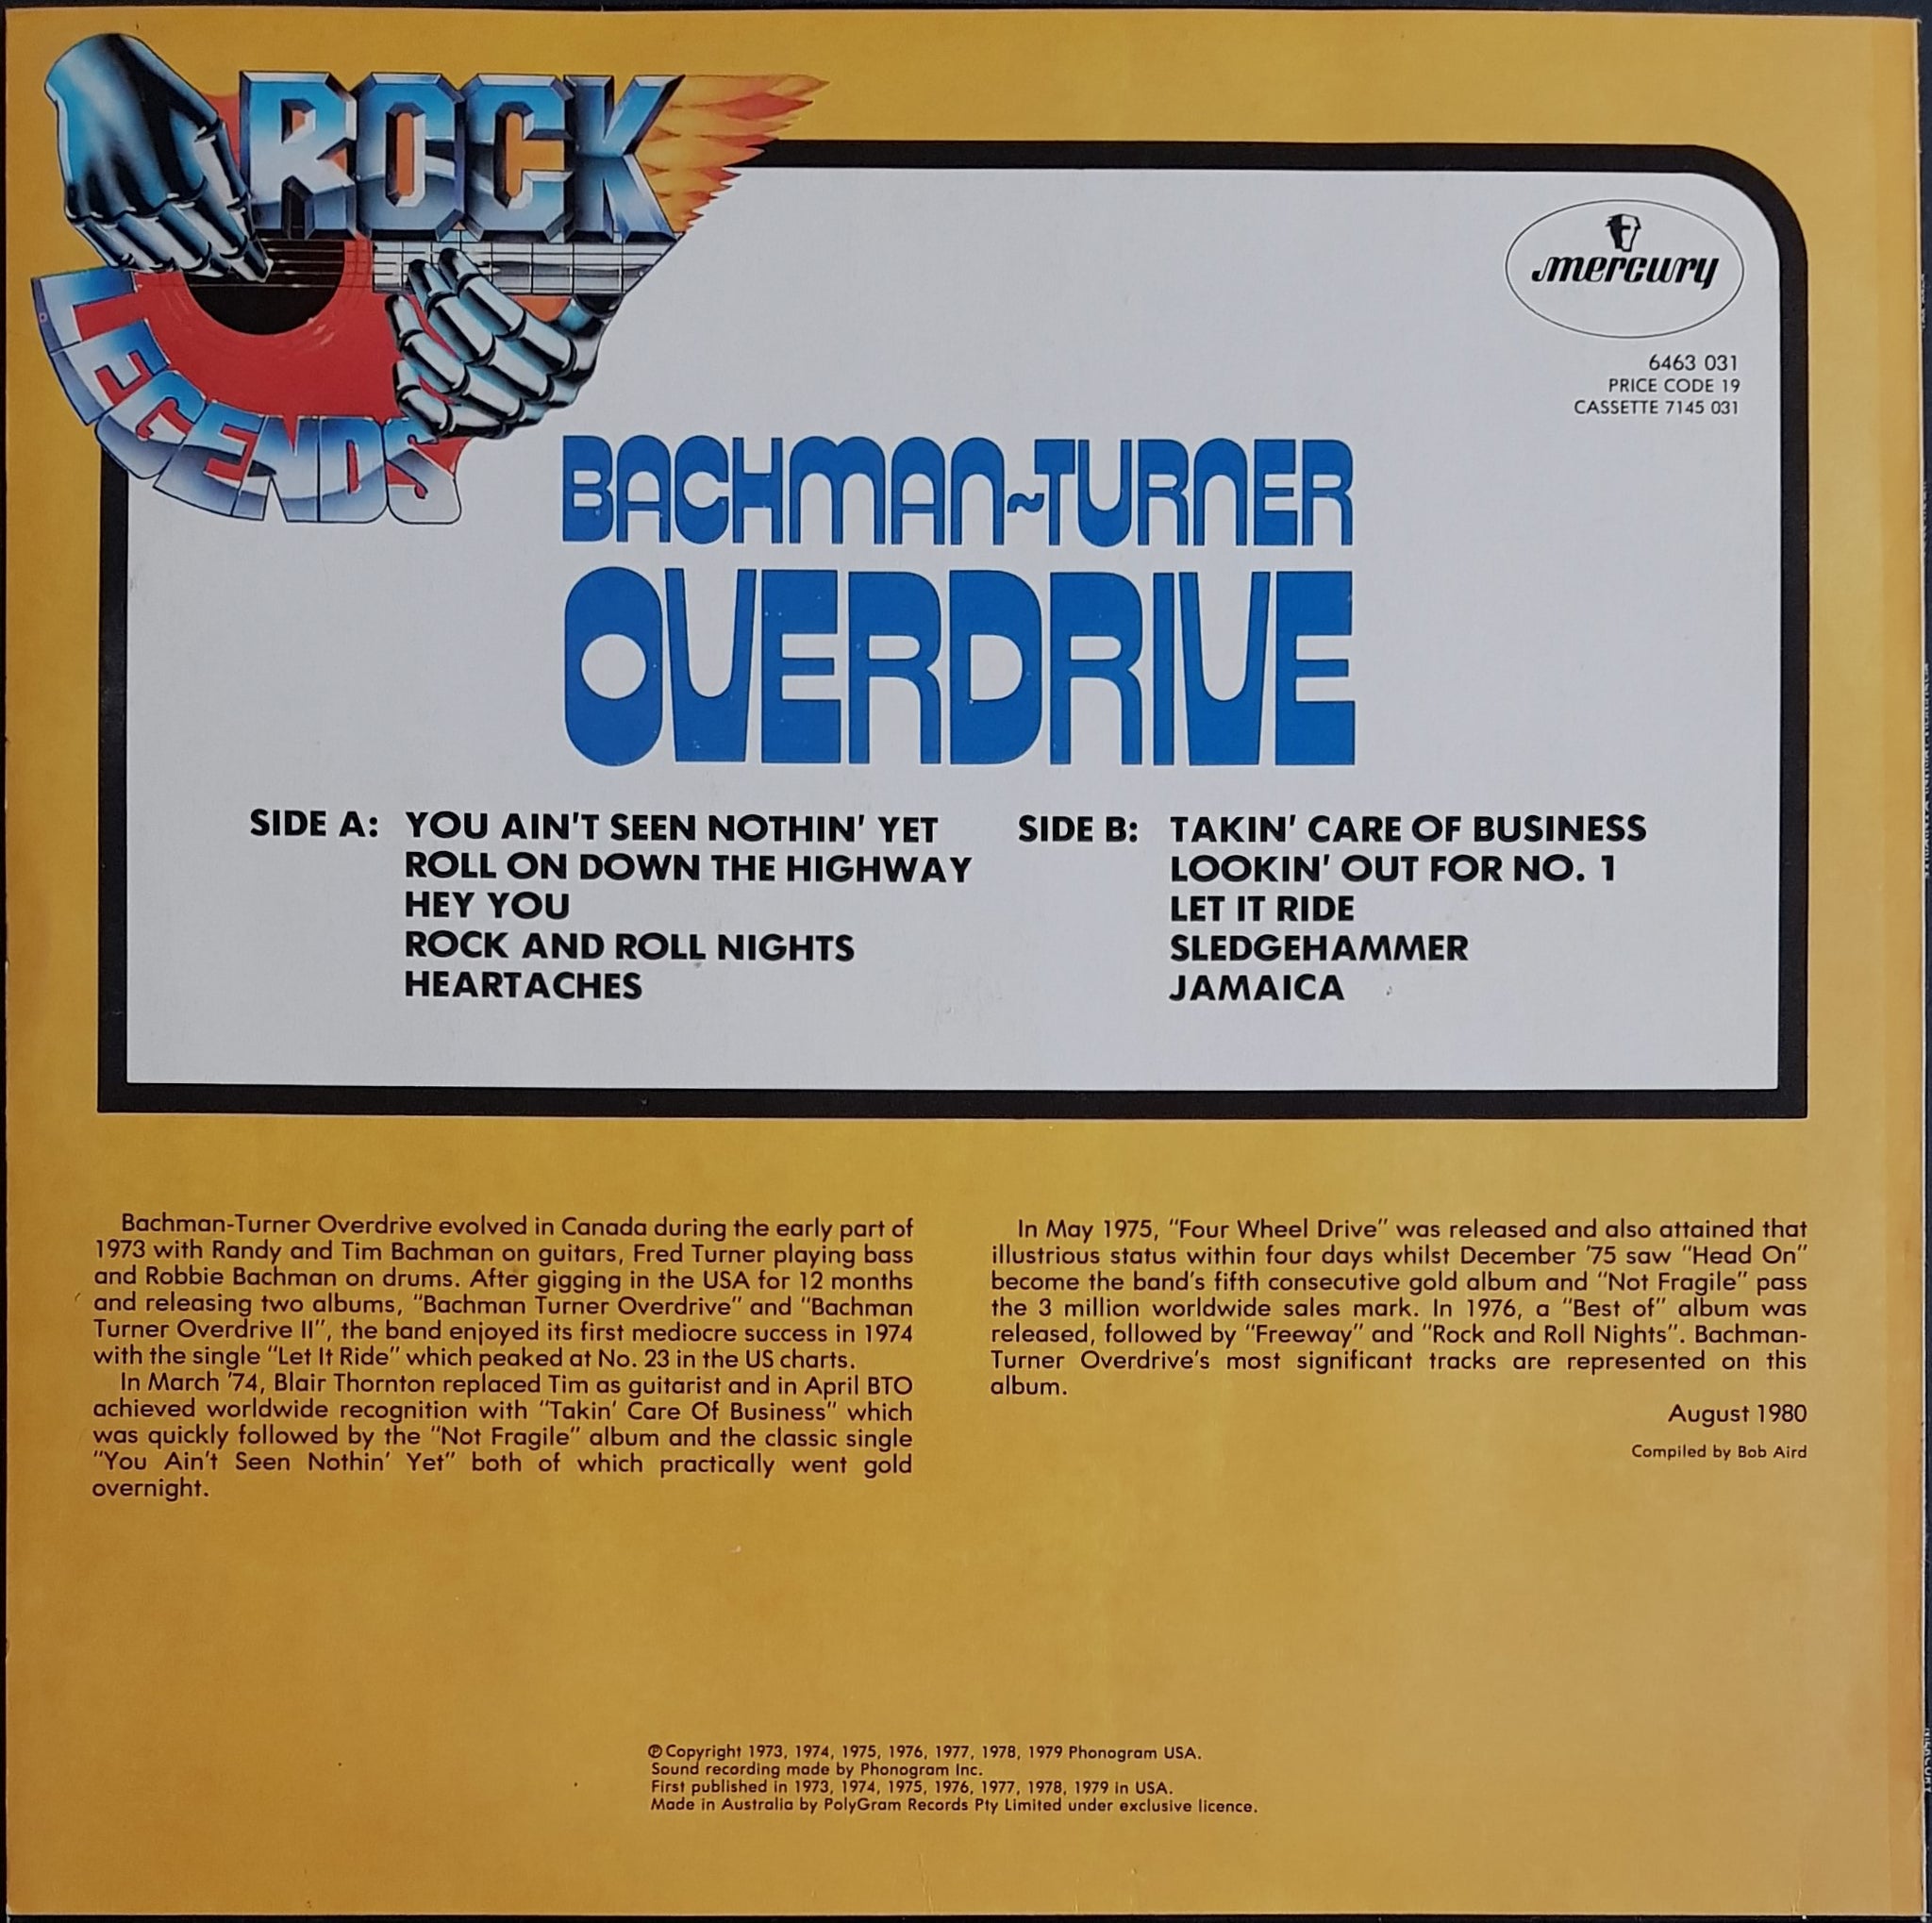 ROCK
LEGENDS
mercury
6463 031
PRICE CODE 19
CASSETTE 7145 031
BACHMAN~TURNER
OVERDRIVE
SIDE A: YOU AIN'T SEEN NOTHIN' YET
ROLL ON DOWN THE HIGHWAY
HEY YOU
ROCK AND ROLL NIGHTS
HEARTACHES
SIDE B: TAKIN' CARE OF BUSINESS
LOOKIN' OUT FOR NO. 1
LET IT RIDE
SLEDGEHAMMER
JAMAICA
Bachman-Turner Overdrive evolved in Canada during the early part of
1973 with Randy and Tim Bachman on guitars, Fred Turner playing bass
and Robbie Bachman on drums. After gigging in the USA for 12 months
and releasing two albums, "Bachman Turner Overdrive" and "Bachman
Turner Overdrive II", the band enjoyed its first mediocre success in 1974
with the single "Let It Ride" which peaked at No. 23 in the US charts.
In March '74, Blair Thornton replaced Tim as guitarist and in April BTO
achieved worldwide recognition with "Takin' Care Of Business" which
was quickly followed by the "Not Fragile" album and the classic single
"You Ain't Seen Nothin' Yet" both of which practically went gold
overnight.
In May 1975, "Four Wheel Drive" was released and also attained that
illustrious status within four days whilst December '75 saw "Head On"
become the band's fifth consecutive gold album and "Not Fragile" pass
the 3 million worldwide sales mark. In 1976, a "Best of" album was
released, followed by "Freeway" and "Rock and Roll Nights". Bachman-
Turner Overdrive's most significant tracks are represented on this
album.
August 1980
Compiled by Bob Aird
℗ Copyright 1973, 1974, 1975, 1976, 1977, 1978, 1979 Phonogram USA.
Sound recording made by Phonogram Inc.
First published in 1973, 1974, 1975, 1976, 1977, 1978, 1979 in USA.
Made in Australia by PolyGram Records Pty Limited under exclusive licence.